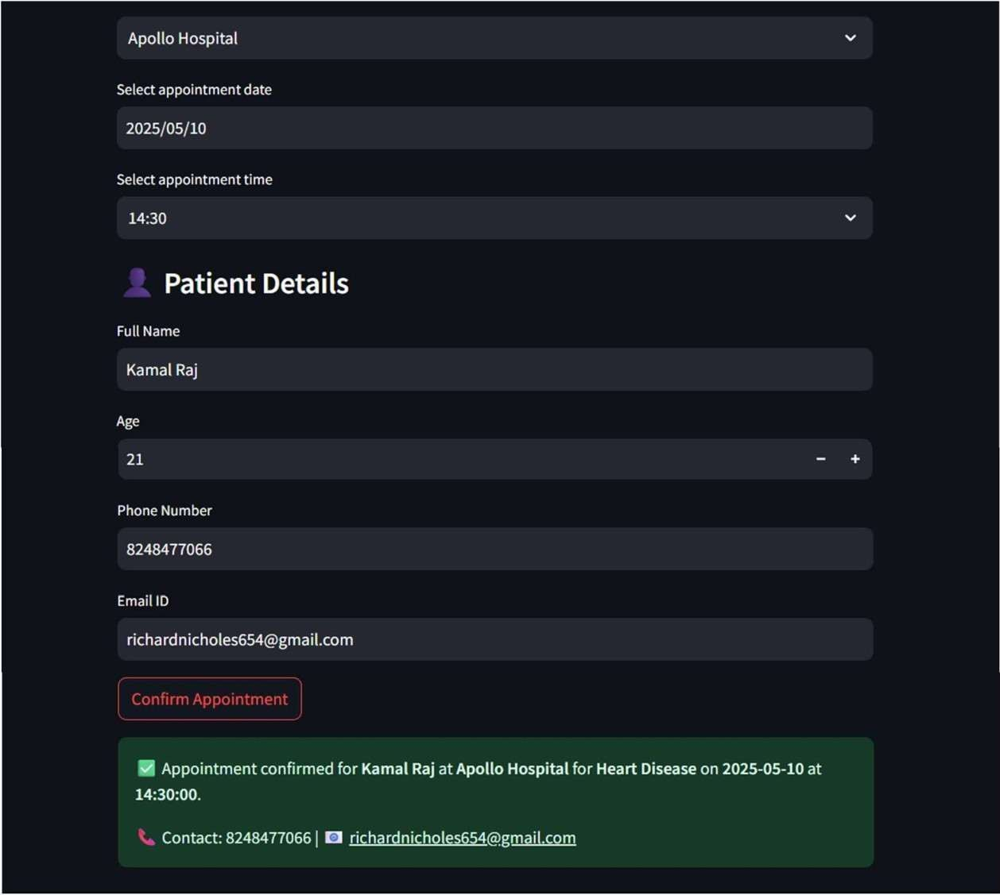 Apollo Hospital
Select appointment date
2025/05/10
Select appointment time
14:30
Patient Details
Full Name
Kamal Raj
Age
21
Phone Number
8248477066
Email ID
richardnicholes654@gmail.com
Confirm Appointment
Appointment confirmed for Kamal Raj at Apollo Hospital for Heart Disease on 2025-05-10 at
14:30:00.
Contact: 8248477066 | richardnicholes654@gmail.com